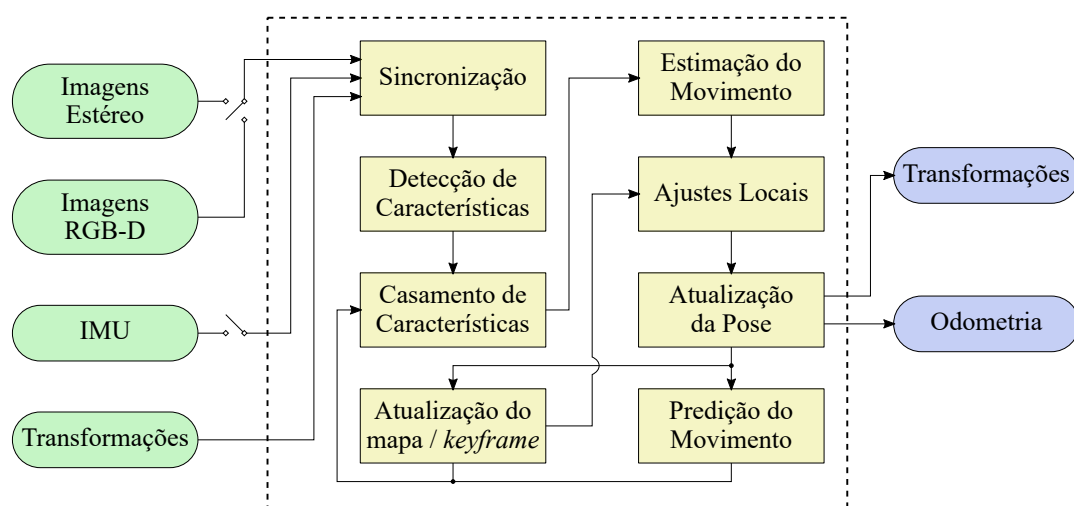 Imagens
Estéreo
Imagens
RGB-D
IMU
Transformações
Sincronização
Detecção de
Características
Casamento de
Características
Atualização do
mapa / keyframe
Estimação do
Movimento
Ajustes Locais
Atualização
da Pose
Predição do
Movimento
Transformações
Odometria